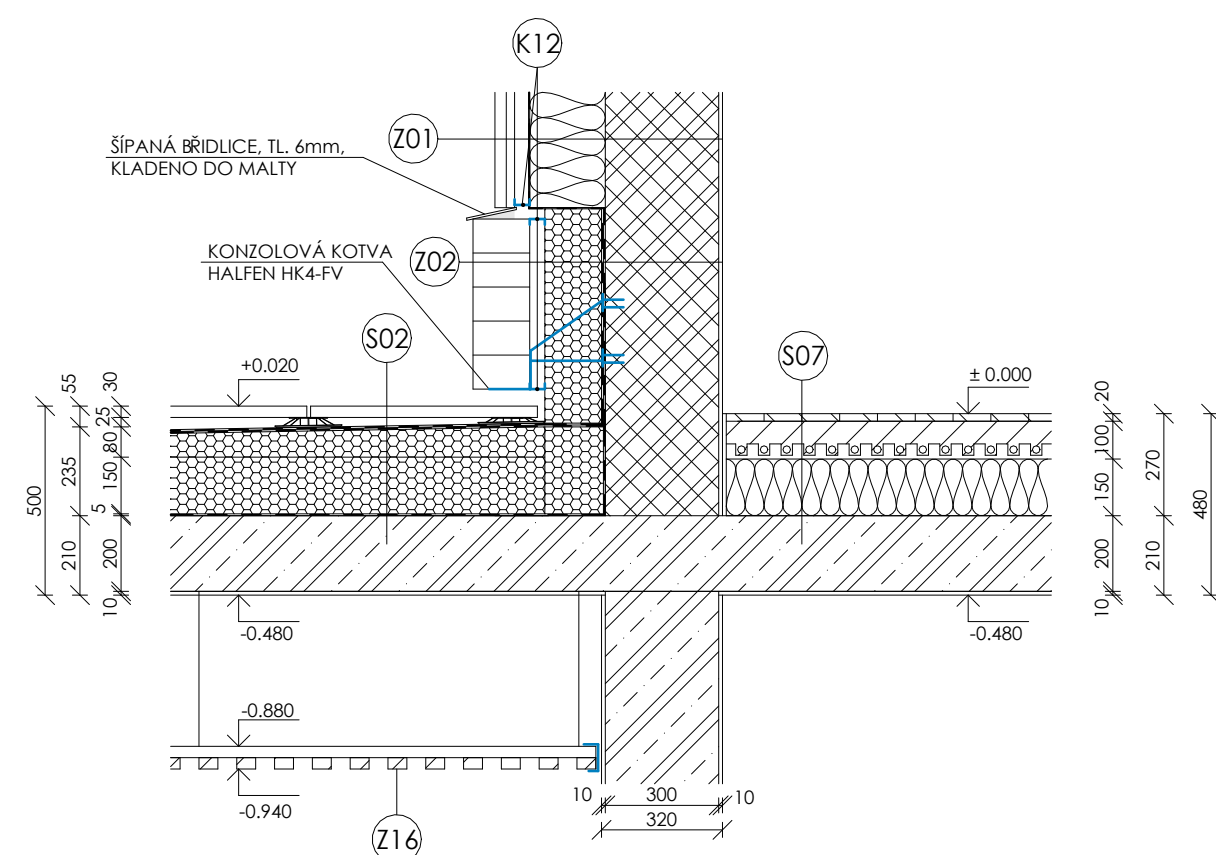 K12
Z01
ŠÍPANÁ BŘIDLICE, TL. 6mm,
KLADENO DO MALTY
KONZOLOVÁ KOTVA
HALFEN HK4-FV
Z02
S02
S07
+0.020
± 0.000
500
55
235
210
30
25
80
150
5
200
10
20
100
150
200
10
270
210
480
-0.480
-0.480
-0.880
-0.940
Z16
10
300
10
320